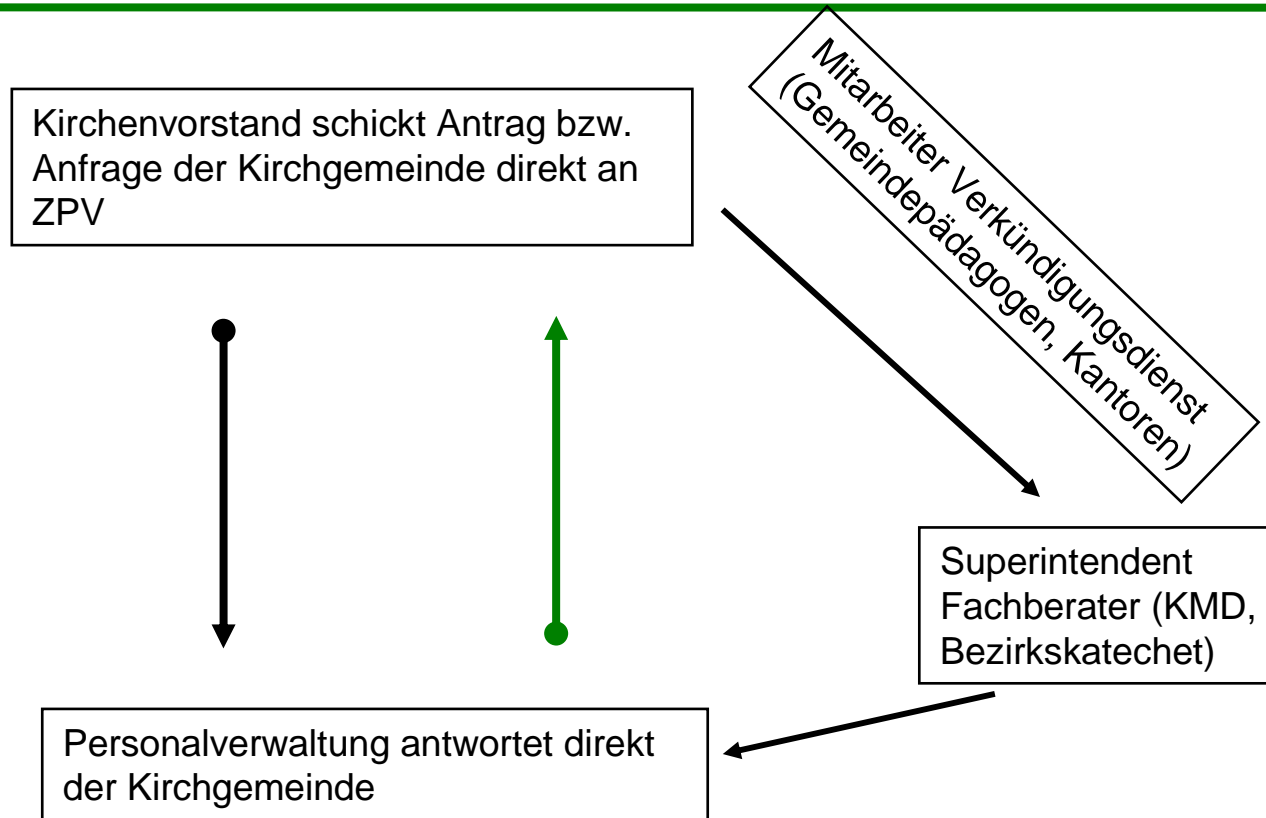 Kirchenvorstand schickt Antrag bzw.
Anfrage der Kirchgemeinde direkt an
ZPV
Mitarbeiter Verkündigungsdienst
(Gemeindepädagogen, Kantoren)
Superintendent
Fachberater (KMD,
Bezirkskatechet)
Personalverwaltung antwortet direkt
der Kirchgemeinde